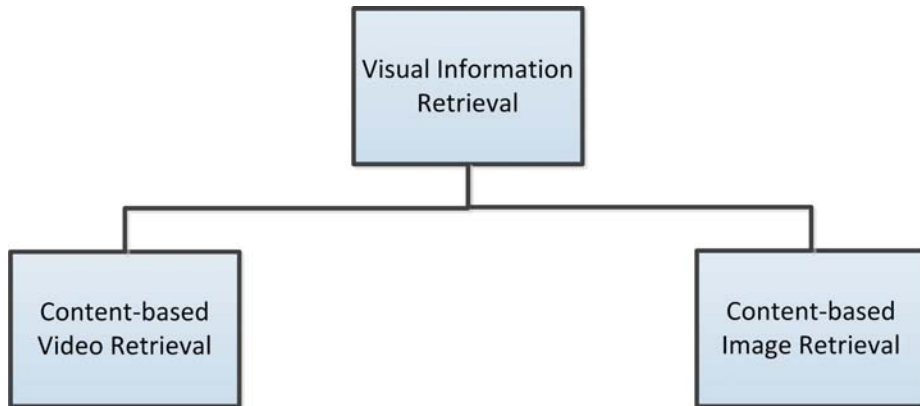 Visual Information
Retrieval
Content-based
Video Retrieval
Content-based
Image Retrieval